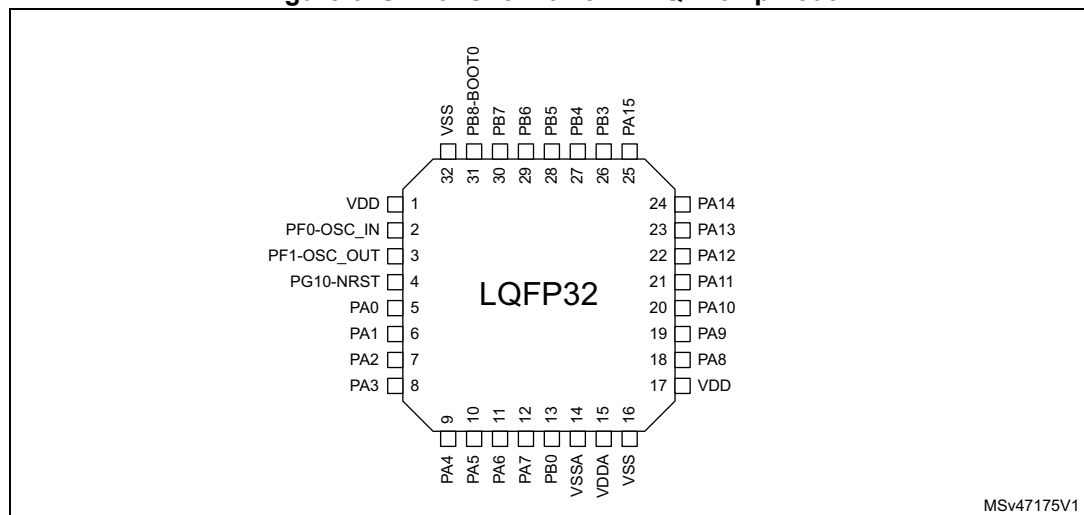 VSS
PB8-BOOT0
PB7
PB6
PB5
PB4
PB3
PA15
32
31
30
29
28
27
26
25
VDD 1
PF0-OSC_IN 2
PF1-OSC_OUT 3
PG10-NRST 4
PA0 5
PA1 6
PA2 7
PA3 8
LQFP32
24 PA14
23 PA13
22 PA12
21 PA11
20 PA10
19 PA9
18 PA8
17 VDD
9
10
11
12
13
14
15
16
PA4
PA5
PA6
PA7
PB0
VSSA
VDDA
VSS
MSv47175V1